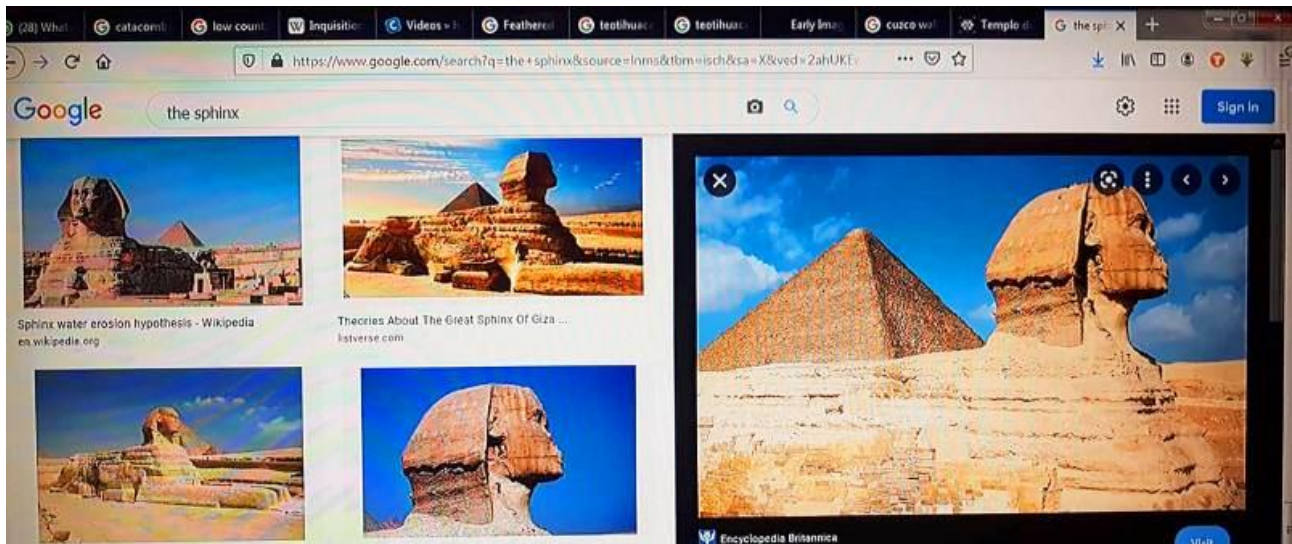 (28) What
catacomb
low count
Inquisition
Videos
Feathered
teotihuac
teotihuac
Early Imag
cuzco wal
Templo d
the sp
https://www.google.com/search?q=the+sphinx&source=lnms&tbm=isch&sa=X&ved=2ahUKE
Google
the sphinx
Sign in
Sphinx water erosion hypothesis - Wikipedia
en.wikipedia.org
Theories About The Great Sphinx Of Giza ...
listverse.com
Encyclopedia Britannica
Visit